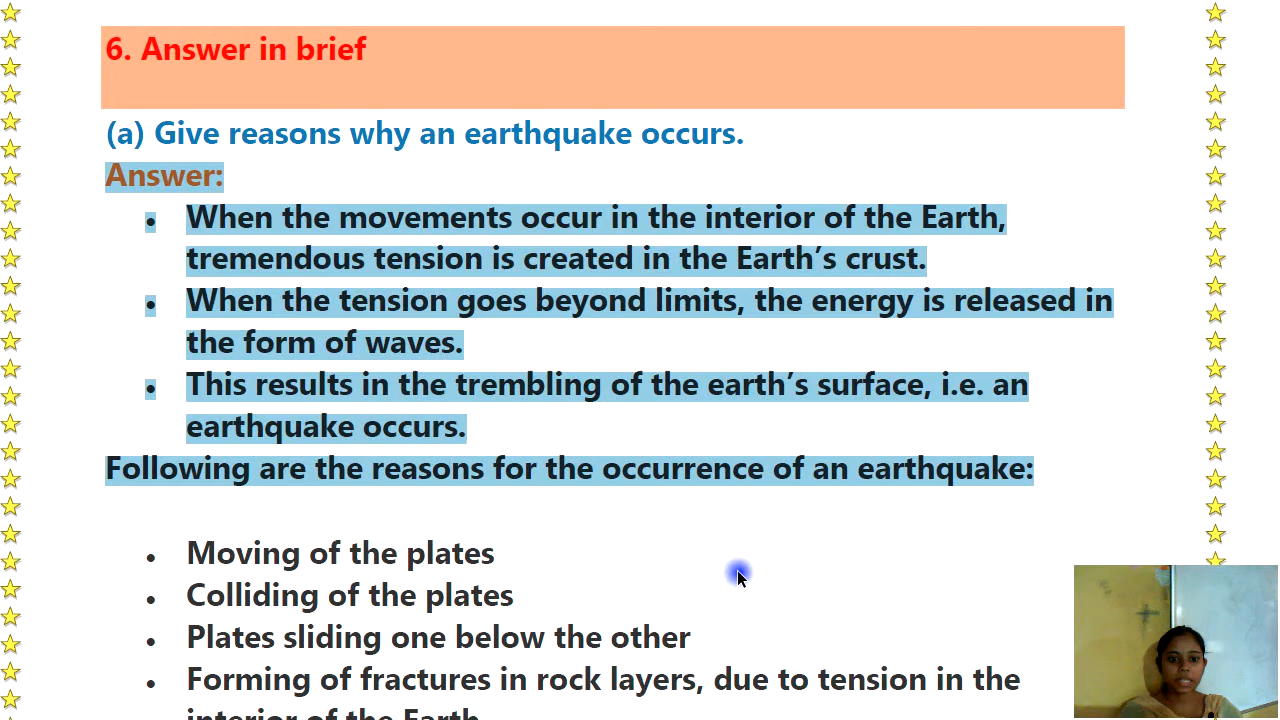 6. Answer in brief
(a) Give reasons why an earthquake occurs.
Answer:
• When the movements occur in the interior of the Earth,
tremendous tension is created in the Earth’s crust.
• When the tension goes beyond limits, the energy is released in
the form of waves.
• This results in the trembling of the earth’s surface, i.e. an
earthquake occurs.
Following are the reasons for the occurrence of an earthquake:
• Moving of the plates
• Colliding of the plates
• Plates sliding one below the other
• Forming of fractures in rock layers, due to tension in the
interior of the Earth